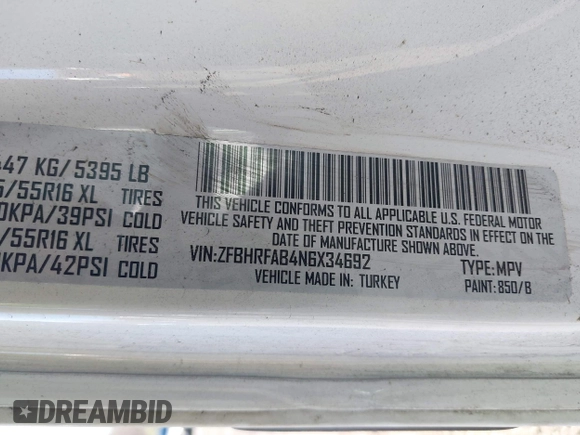 47 KG/ 5395 LB
/55R16 XL TIRES
KPA/39PSI COLD
/55R16 XL TIRES
KPA/42PSI COLD
THIS VEHICLE CONFORMS TO ALL APPLICABLE U.S. FEDERAL MOTOR
VEHICLE SAFETY AND THEFT PREVENTION STANDARDS IN EFFECT ON
THE DATE OF MANUFACTURE SHOWN ABOVE.
VIN:ZFBHRFAB4N6X34692 TYPE:MPV
VEHICLE MADE IN: TURKEY PAINT: 850/B
DREAMBID